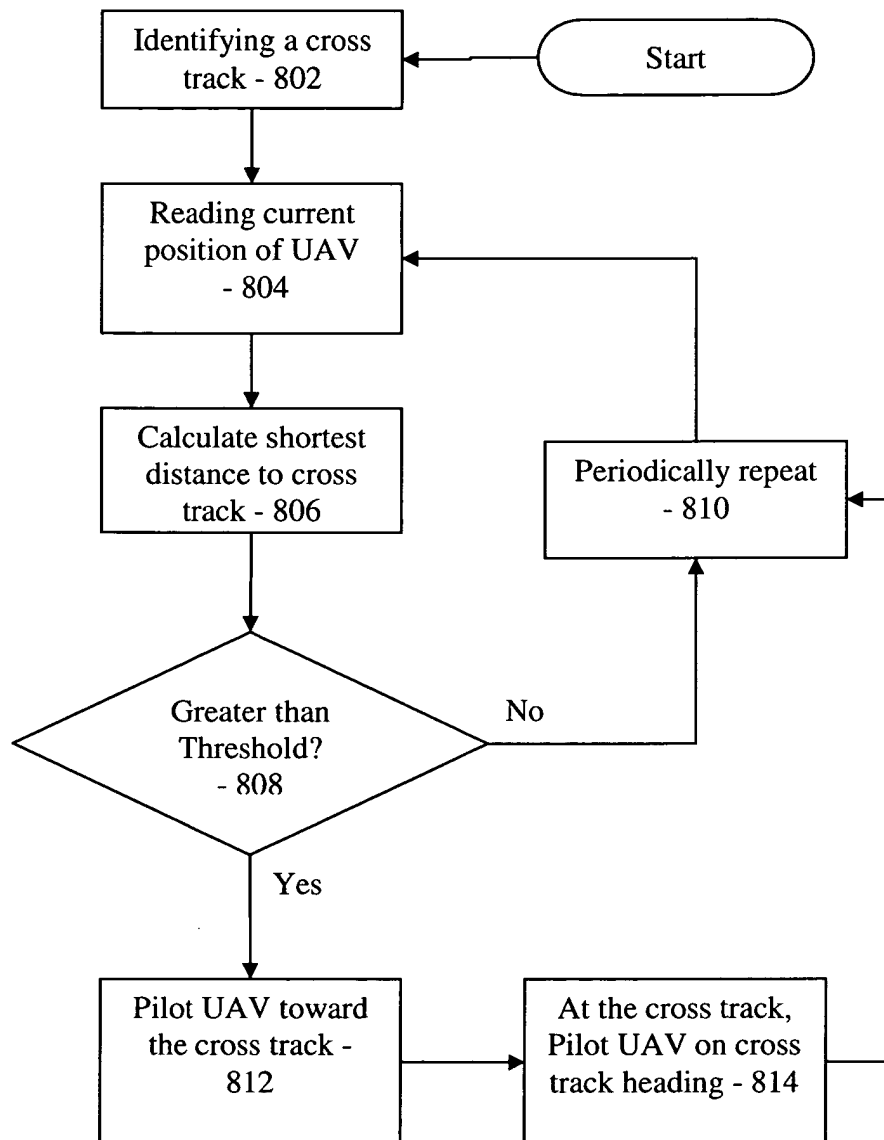 Identifying a cross
track - 802
Start
Reading current
position of UAV
- 804
Calculate shortest
distance to cross
track - 806
Periodically repeat
- 810
Greater than
Threshold?
- 808
No
Yes
Pilot UAV toward
the cross track -
812
At the cross track,
Pilot UAV on cross
track heading - 814